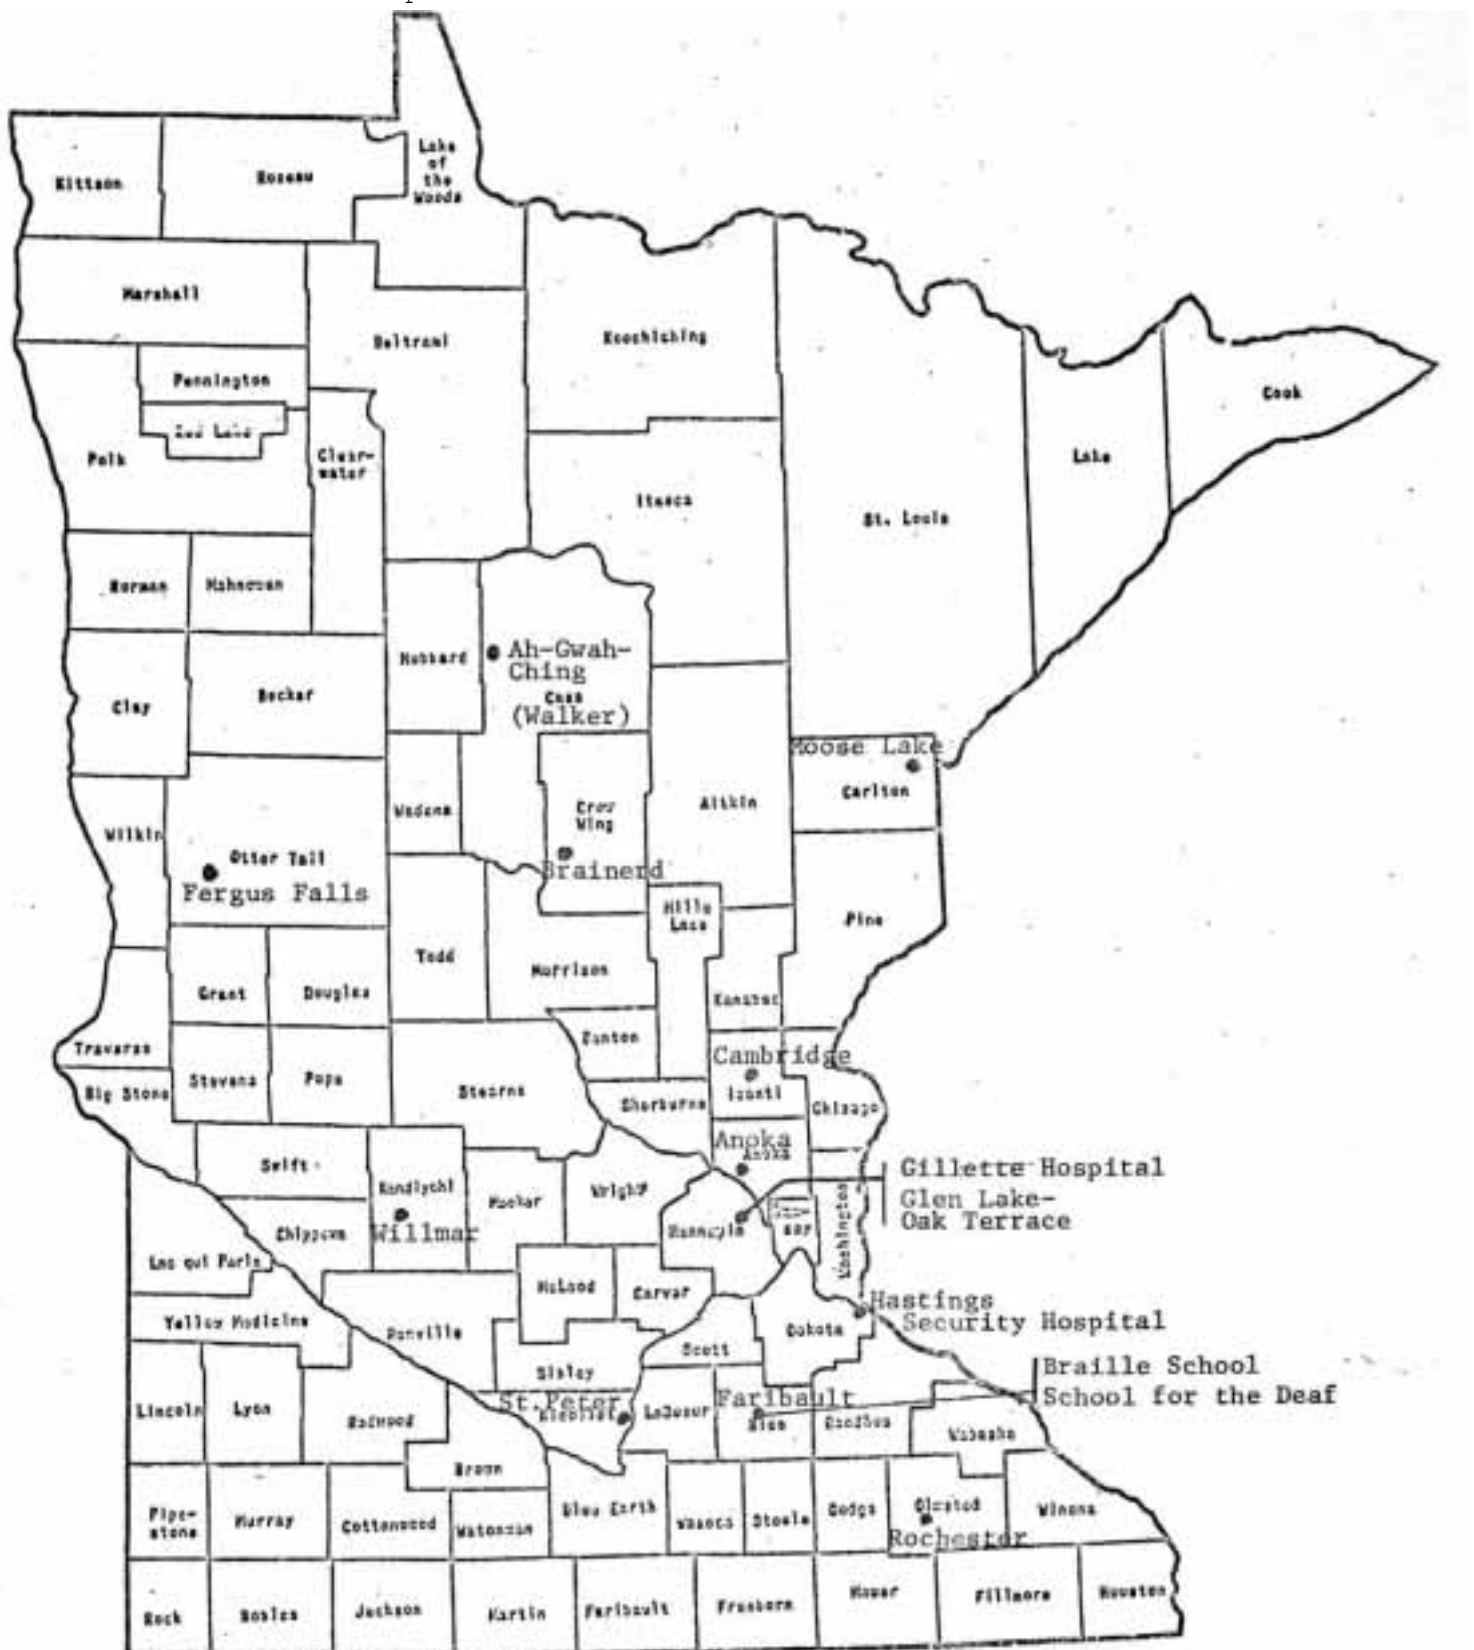 Lake
of
the
Woods
Kittson
Roseau
Marshall
Beltrami
Koochiching
Pennington
Red Lake
Polk
Clear-
water
Itasca
St. Louis
Lake
Cook
Norman
Mahnomen
Hubbard
Ah-Gwah-
Ching
Cass
(Walker)
Clay
Becker
Moose Lake
Carlton
Wadena
Crow
Wing
Aitkin
Wilkin
Otter Tail
Fergus Falls
Brainerd
Mille
Lacs
Pine
Todd
Morrison
Grant
Douglas
Kanabec
Benton
Traverse
Cambridge
Big Stone
Stevens
Pope
Stearns
Isanti
Sherburne
Chisago
Anoka
Anoka
Swift
Kandiyohi
Meeker
Wright
Gillette Hospital
Glen Lake-
Oak Terrace
Washington
Chippewa
Willmar
Hennepin
Lac qui Parle
McLeod
Carver
Yellow Medicine
Renville
Hastings
Security Hospital
Dakota
Scott
Sibley
Braille School
School for the Deaf
Lincoln
Lyon
Redwood
St. Peter
Nicollet
LeSueur
Faribault
Rice
Goodhue
Wabasha
Brown
Pipe-
stone
Murray
Cottonwood
Watonwan
Blue Earth
Waseca
Steele
Dodge
Olmsted
Winona
Rochester
Rock
Nobles
Jackson
Martin
Faribault
Freeborn
Mower
Fillmore
Houston